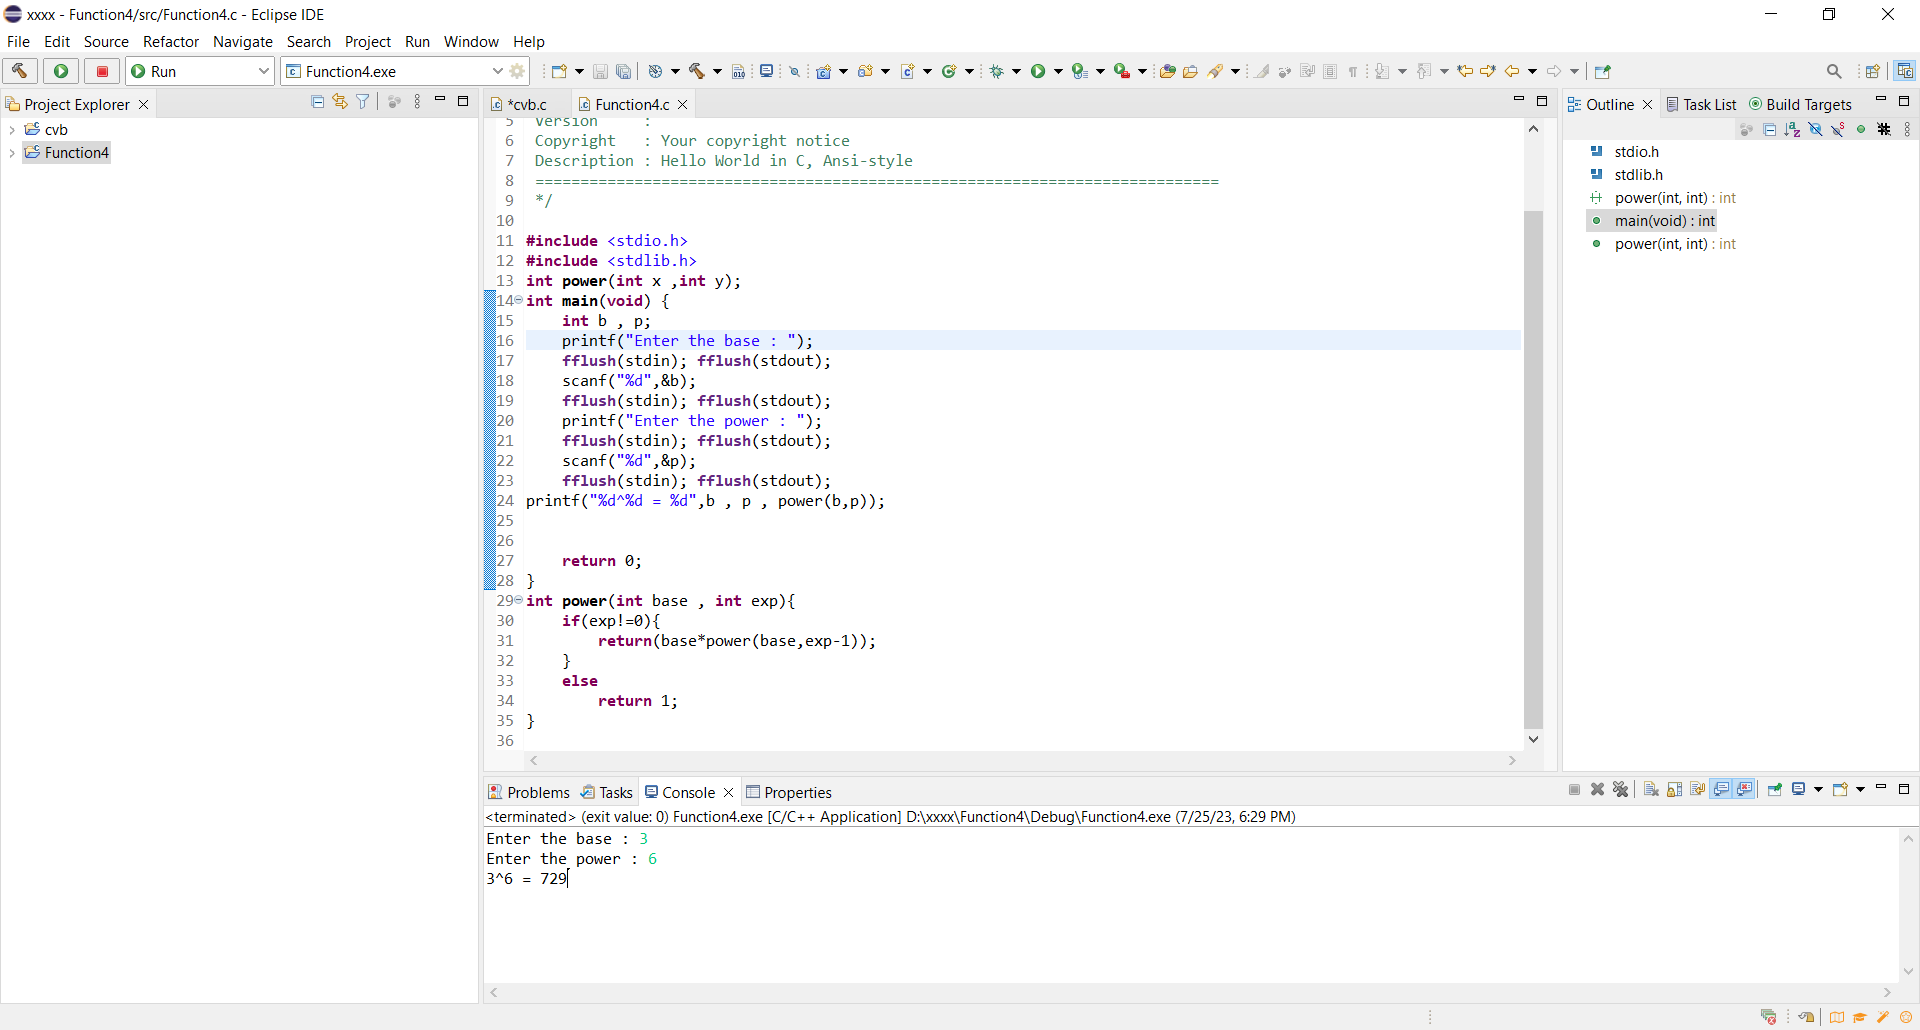 xxxx - Function4/src/Function4.c - Eclipse IDE
File Edit Source Refactor Navigate Search Project Run Window Help
Run Function4.exe
Project Explorer
cvb
Function4
*cvb.c Function4.c
5 Version :
6 Copyright : Your copyright notice
7 Description : Hello World in C, Ansi-style
8 ============================================================================
9 */
10
11 #include <stdio.h>
12 #include <stdlib.h>
13 int power(int x ,int y);
14 int main(void) {
15 int b , p;
16 printf("Enter the base : ");
17 fflush(stdin); fflush(stdout);
18 scanf("%d",&b);
19 fflush(stdin); fflush(stdout);
20 printf("Enter the power : ");
21 fflush(stdin); fflush(stdout);
22 scanf("%d",&p);
23 fflush(stdin); fflush(stdout);
24 printf("%d^%d = %d",b , p , power(b,p));
25
26
27 return 0;
28 }
29 int power(int base , int exp){
30 if(exp!=0){
31 return(base*power(base,exp-1));
32 }
33 else
34 return 1;
35 }
36
Outline Task List Build Targets
stdio.h
stdlib.h
power(int, int) : int
main(void) : int
power(int, int) : int
Problems Tasks Console Properties
<terminated> (exit value: 0) Function4.exe [C/C++ Application] D:\xxxx\Function4\Debug\Function4.exe (7/25/23, 6:29 PM)
Enter the base : 3
Enter the power : 6
3^6 = 729